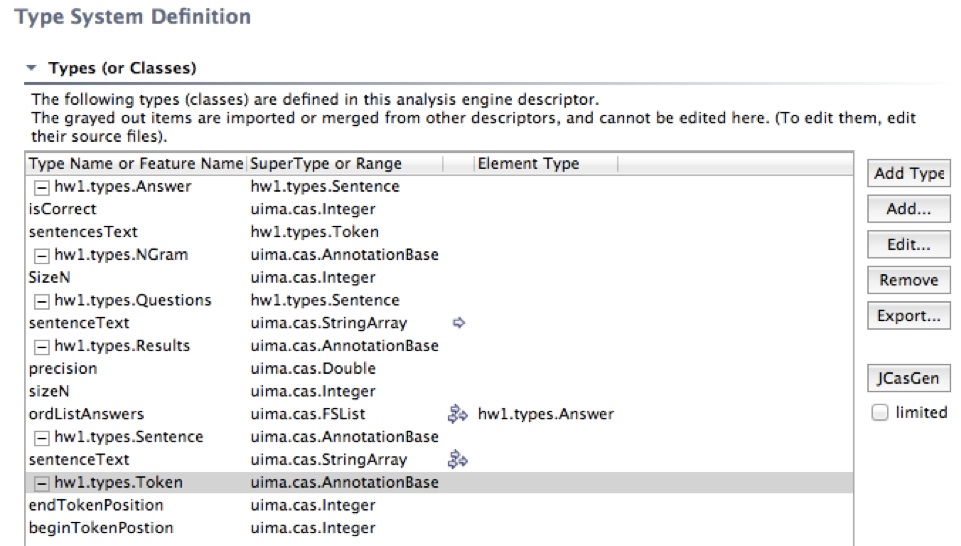 Type System Definition
Types (or Classes)
The following types (classes) are defined in this analysis engine descriptor.
The grayed out items are imported or merged from other descriptors, and cannot be edited here. (To edit them, edit
their source files).
Type Name or Feature Name SuperType or Range Element Type
hw1.types.Answer hw1.types.Sentence
isCorrect uima.cas.Integer
sentencesText hw1.types.Token
hw1.types.NGram uima.cas.AnnotationBase
SizeN uima.cas.Integer
hw1.types.Questions hw1.types.Sentence
sentenceText uima.cas.StringArray
hw1.types.Results uima.cas.AnnotationBase
precision uima.cas.Double
sizeN uima.cas.Integer
ordListAnswers uima.cas.FSList hw1.types.Answer
hw1.types.Sentence uima.cas.AnnotationBase
sentenceText uima.cas.StringArray
hw1.types.Token uima.cas.AnnotationBase
endTokenPosition uima.cas.Integer
beginTokenPostion uima.cas.Integer
Add Type
Add...
Edit...
Remove
Export...
JCasGen
limited